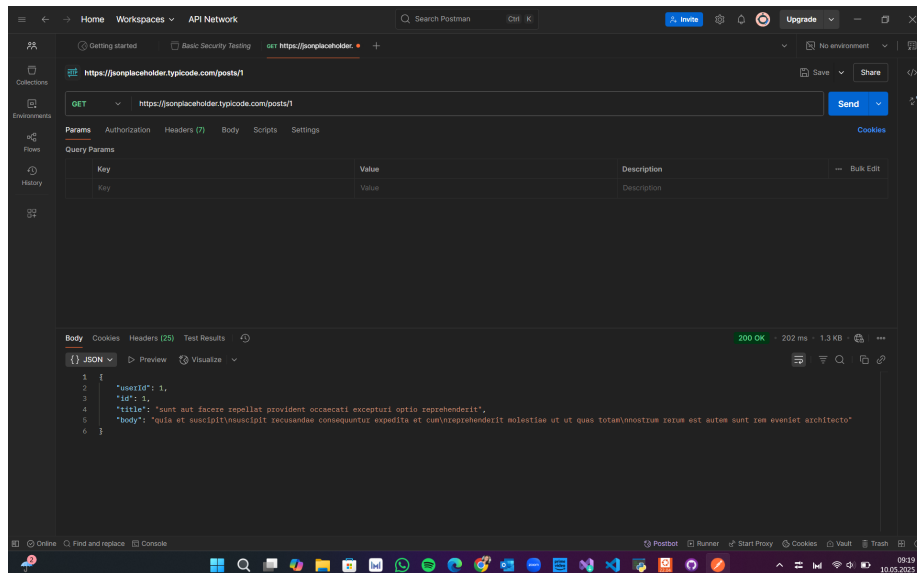 Home Workspaces API Network Search Postman Ctrl K Invite Upgrade
Getting started Basic Security Testing GET https://jsonplaceholder. No environment
https://jsonplaceholder.typicode.com/posts/1 Save Share
Collections
GET https://jsonplaceholder.typicode.com/posts/1 Send
Environments
Params Authorization Headers (7) Body Scripts Settings Cookies
Flows
Query Params
Key Value Description Bulk Edit
History
Key Value Description
Body Cookies Headers (25) Test Results 200 OK 202 ms 1.3 KB
{} JSON Preview Visualize
1 {
2 "userId": 1,
3 "id": 1,
4 "title": "sunt aut facere repellat provident occaecati excepturi optio reprehenderit",
5 "body": "quia et suscipit\nsuscipit recusandae consequuntur expedita et cum\nreprehenderit molestiae ut ut quas totam\nnostrum rerum est autem sunt rem eveniet architecto"
6 }
Online Find and replace Console Postbot Runner Start Proxy Cookies Vault Trash
2
09:19
10.05.2025